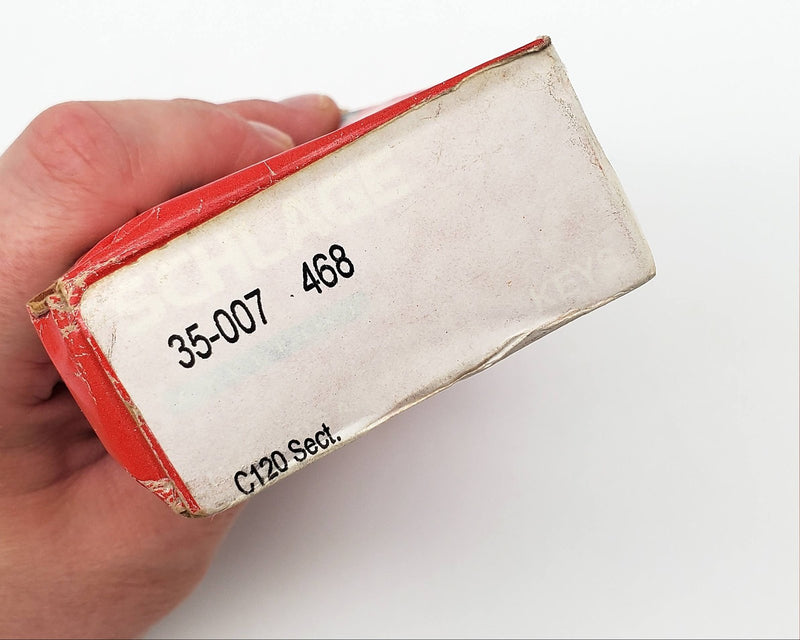 SCHLAGE
35-007 468
KEYS
C120 Sect.